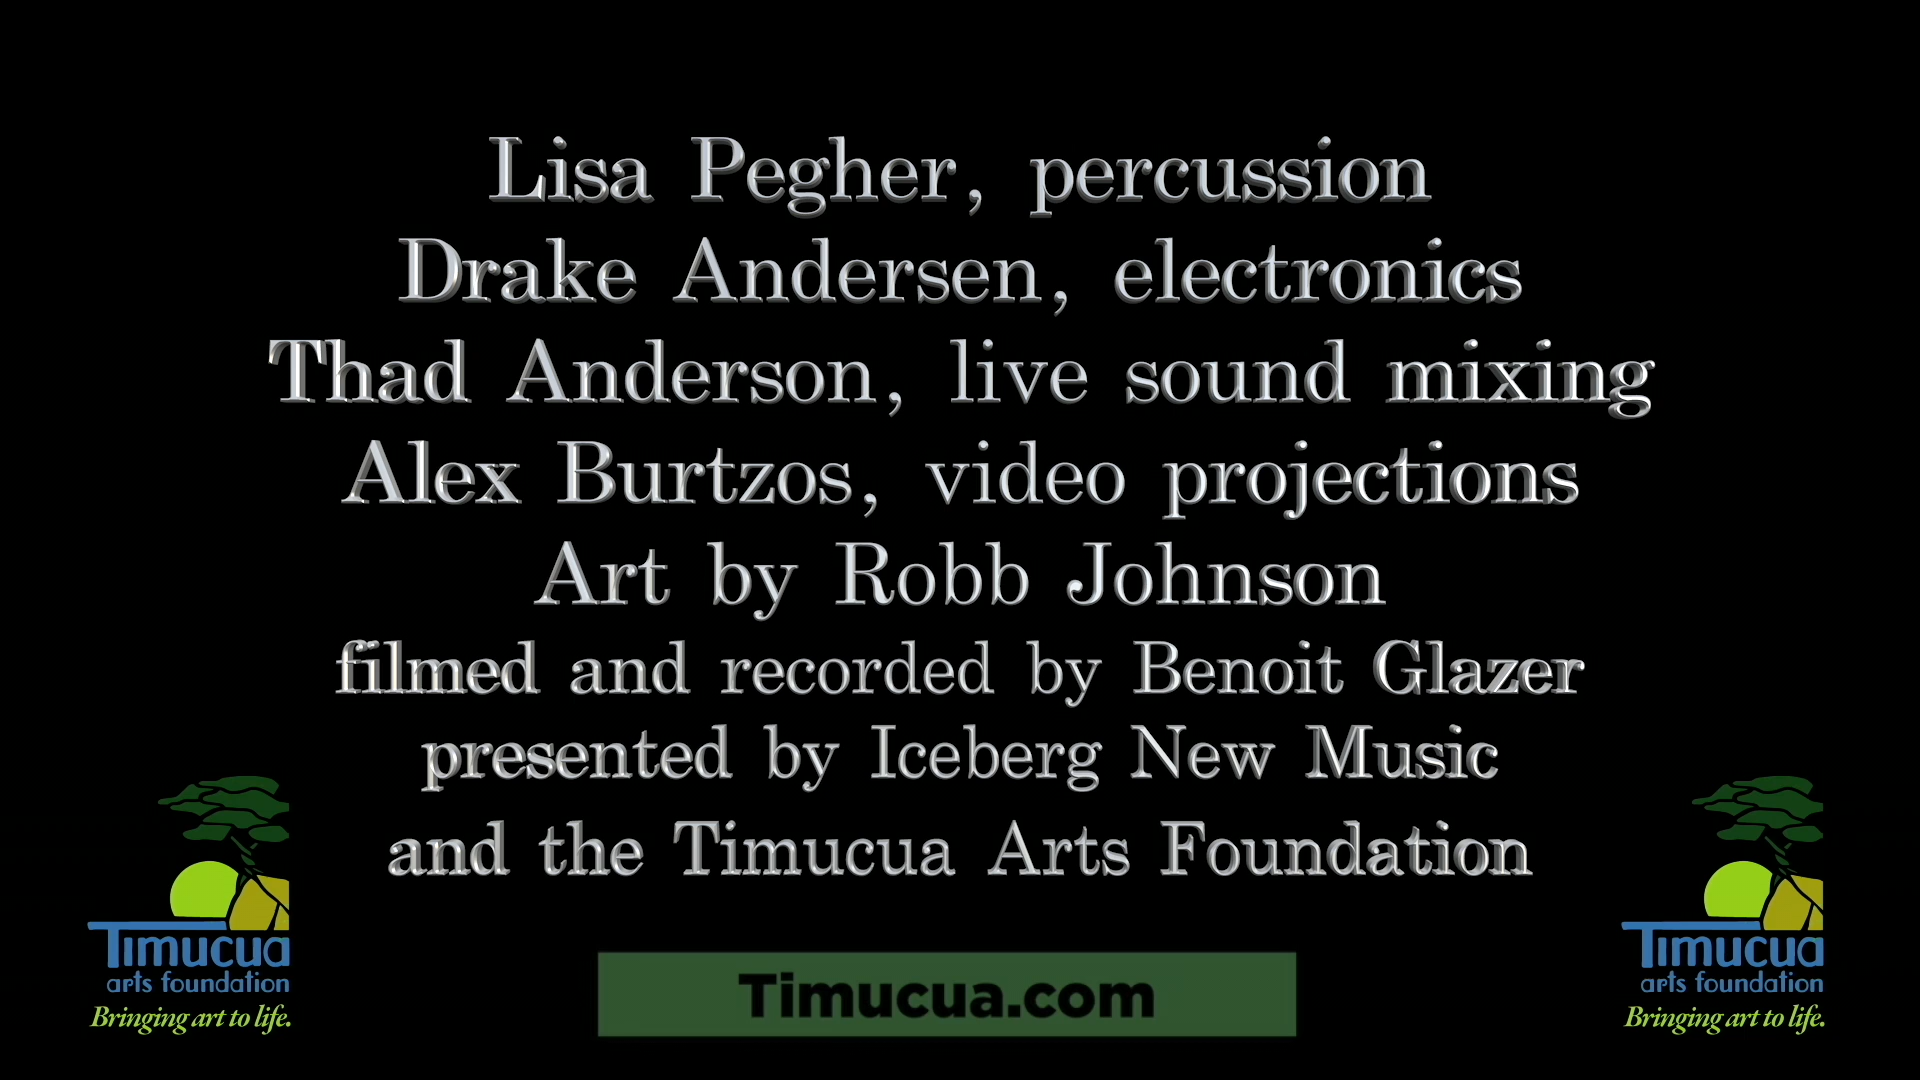 Lisa Pegher, percussion
Drake Andersen, electronics
Thad Anderson, live sound mixing
Alex Burtzos, video projections
Art by Robb Johnson
filmed and recorded by Benoit Glazer
presented by Iceberg New Music
and the Timucua Arts Foundation
Timucua
arts foundation
Bringing art to life.
Timucua.com
Timucua
arts foundation
Bringing art to life.